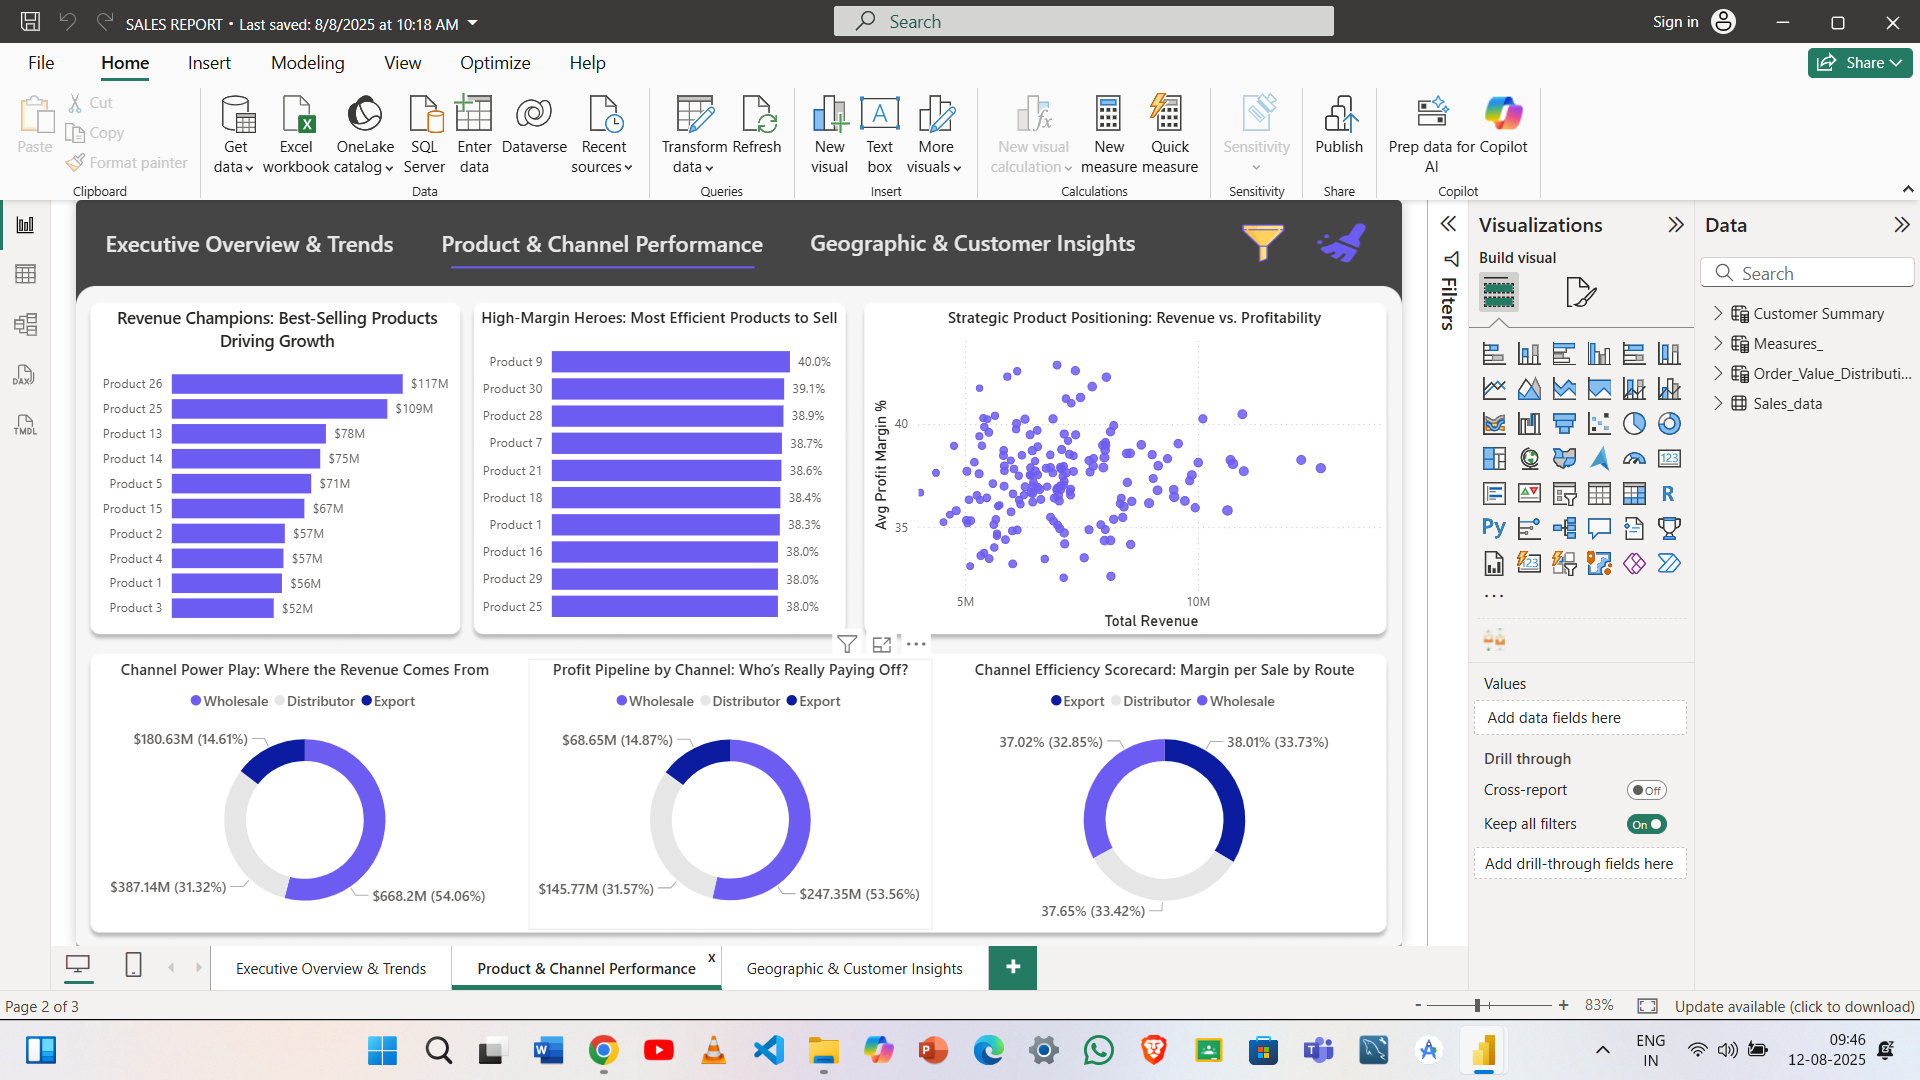 SALES REPORT • Last saved: 8/8/2025 at 10:18 AM
Search
Sign in
File
Home
Insert
Modeling
View
Optimize
Help
Share
Paste
Cut
Copy
Format painter
Clipboard
Get data
Excel workbook
OneLake catalog
SQL Server
Enter data
Dataverse
Recent sources
Data
Transform data
Refresh
Queries
New visual
Text box
More visuals
Insert
New visual calculation
New measure
Quick measure
Calculations
Sensitivity
Sensitivity
Publish
Share
Prep data for AI
Copilot
Copilot
Executive Overview & Trends
Product & Channel Performance
Geographic & Customer Insights
Revenue Champions: Best-Selling Products
Driving Growth
Product 26 $117M
Product 25 $109M
Product 13 $78M
Product 14 $75M
Product 5 $71M
Product 15 $67M
Product 2 $57M
Product 4 $57M
Product 1 $56M
Product 3 $52M
High-Margin Heroes: Most Efficient Products to Sell
Product 9 40.0%
Product 30 39.1%
Product 28 38.9%
Product 7 38.7%
Product 21 38.6%
Product 18 38.4%
Product 1 38.3%
Product 16 38.0%
Product 29 38.0%
Product 25 38.0%
Strategic Product Positioning: Revenue vs. Profitability
Avg Profit Margin %
40
35
5M
10M
Total Revenue
Channel Power Play: Where the Revenue Comes From
Wholesale Distributor Export
$180.63M (14.61%)
$387.14M (31.32%)
$668.2M (54.06%)
Profit Pipeline by Channel: Who's Really Paying Off?
Wholesale Distributor Export
$68.65M (14.87%)
$145.77M (31.57%)
$247.35M (53.56%)
Channel Efficiency Scorecard: Margin per Sale by Route
Export Distributor Wholesale
37.02% (32.85%)
38.01% (33.73%)
37.65% (33.42%)
Filters
Visualizations
Build visual
Values
Add data fields here
Drill through
Cross-report
Off
Keep all filters
On
Add drill-through fields here
Data
Search
Customer Summary
Measures_
Order_Value_Distributi...
Sales_data
DAX
TMDL
123
R
Py
123
Executive Overview & Trends
Product & Channel Performance
x
Geographic & Customer Insights
+
Page 2 of 3
- + 83%
Update available (click to download)
ENG
IN
09:46
12-08-2025